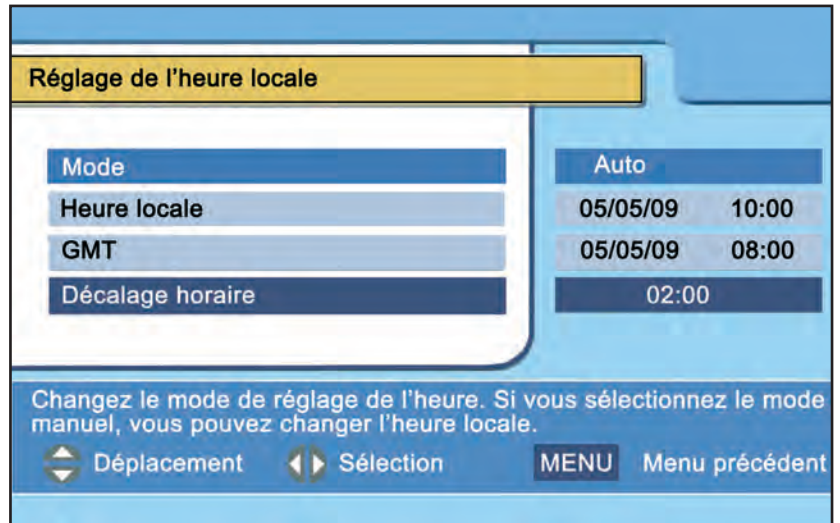 Réglage de l'heure locale
Mode Auto
Heure locale 05/05/09 10:00
GMT 05/05/09 08:00
Décalage horaire 02:00
Changez le mode de réglage de l'heure. Si vous sélectionnez le mode
manuel, vous pouvez changer l'heure locale.
Déplacement Sélection MENU Menu précédent